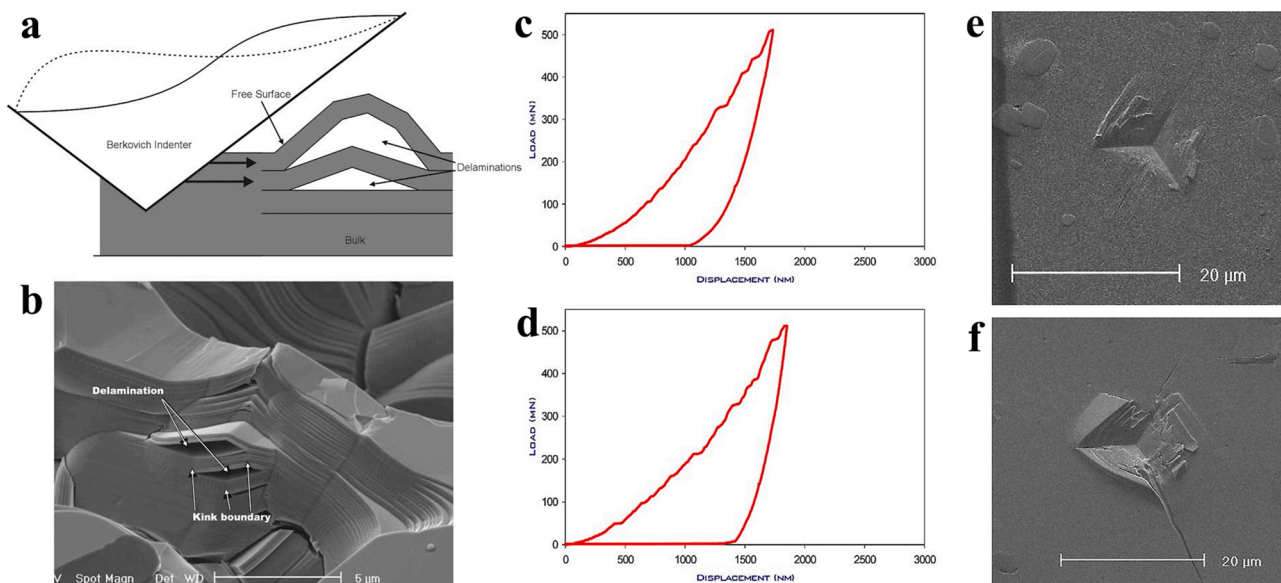 a
Free Surface
Berkovich Indenter
Delaminations
Bulk
b
Delamination
Kink boundary
V Spot Magn Det WD
5 µm
c
LOAD (MN)
500
400
300
200
100
0
0 500 1000 1500 2000 2500 3000
DISPLACEMENT (NM)
d
LOAD (MN)
500
400
300
200
100
0
0 500 1000 1500 2000 2500 3000
DISPLACEMENT (NM)
e
20 µm
f
20 µm